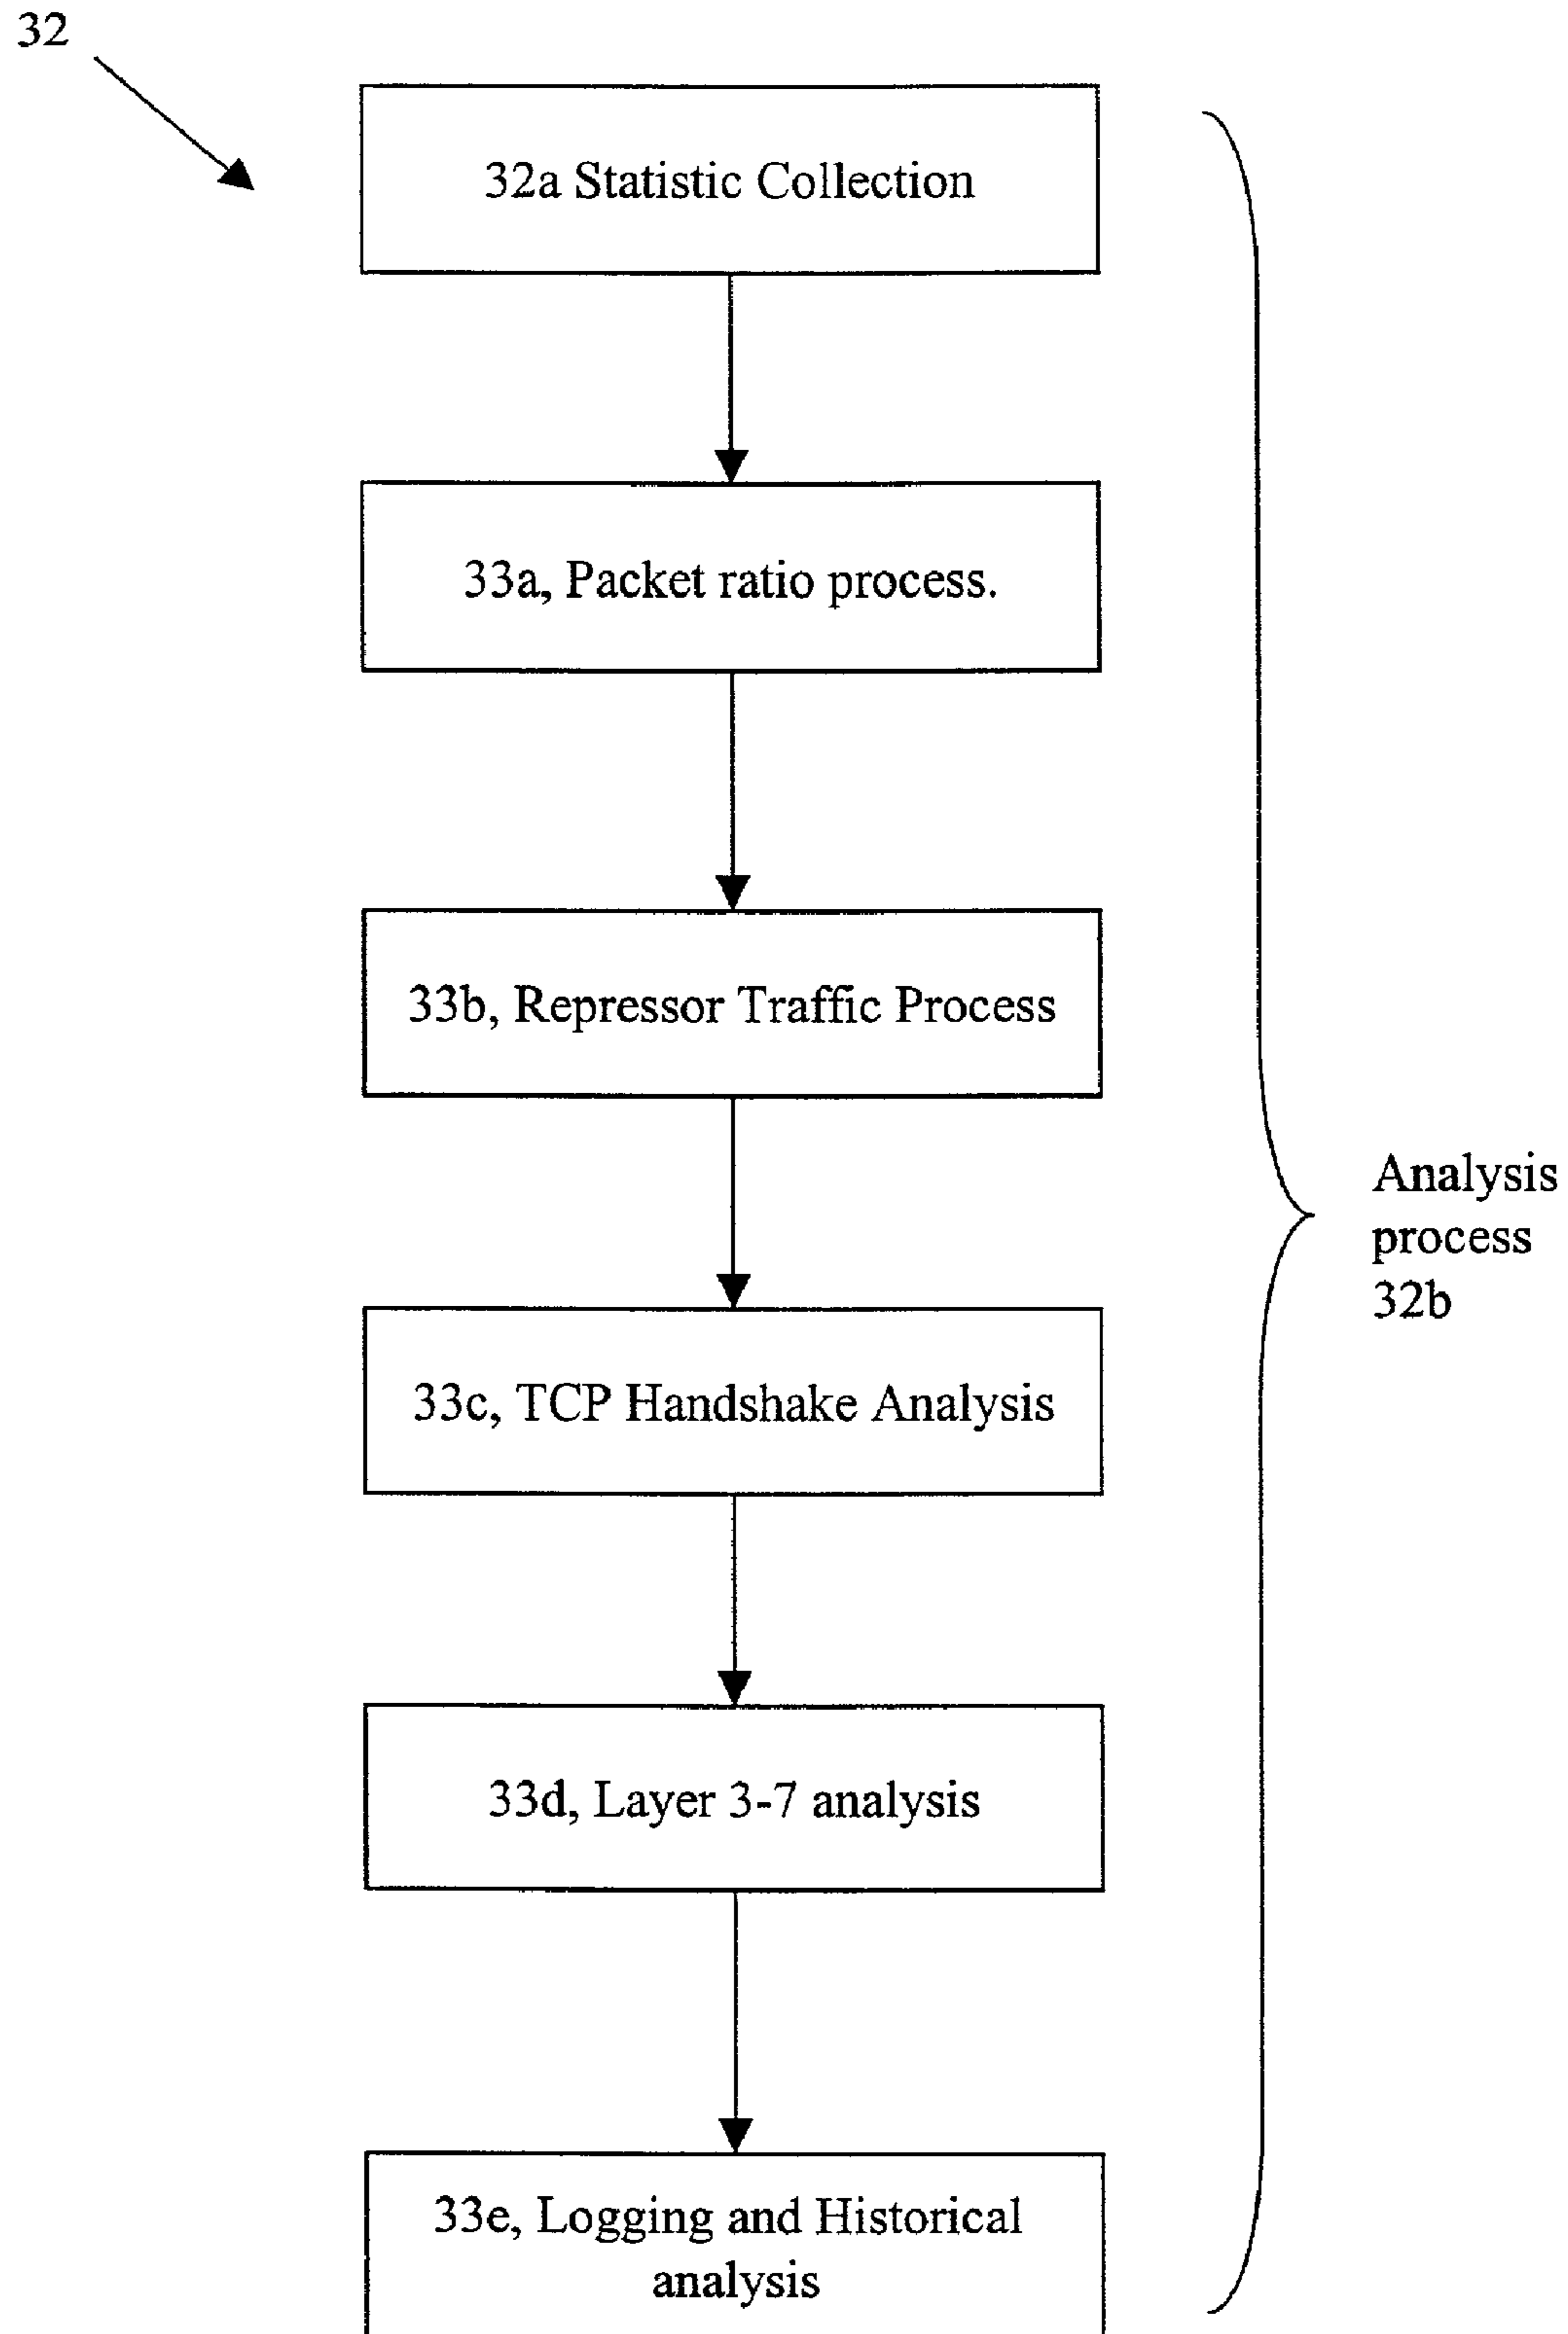 32
32a Statistic Collection
33a, Packet ratio process.
33b, Repressor Traffic Process
33c, TCP Handshake Analysis
Analysis
process
32b
33d, Layer 3-7 analysis
33e, Logging and Historical
analysis